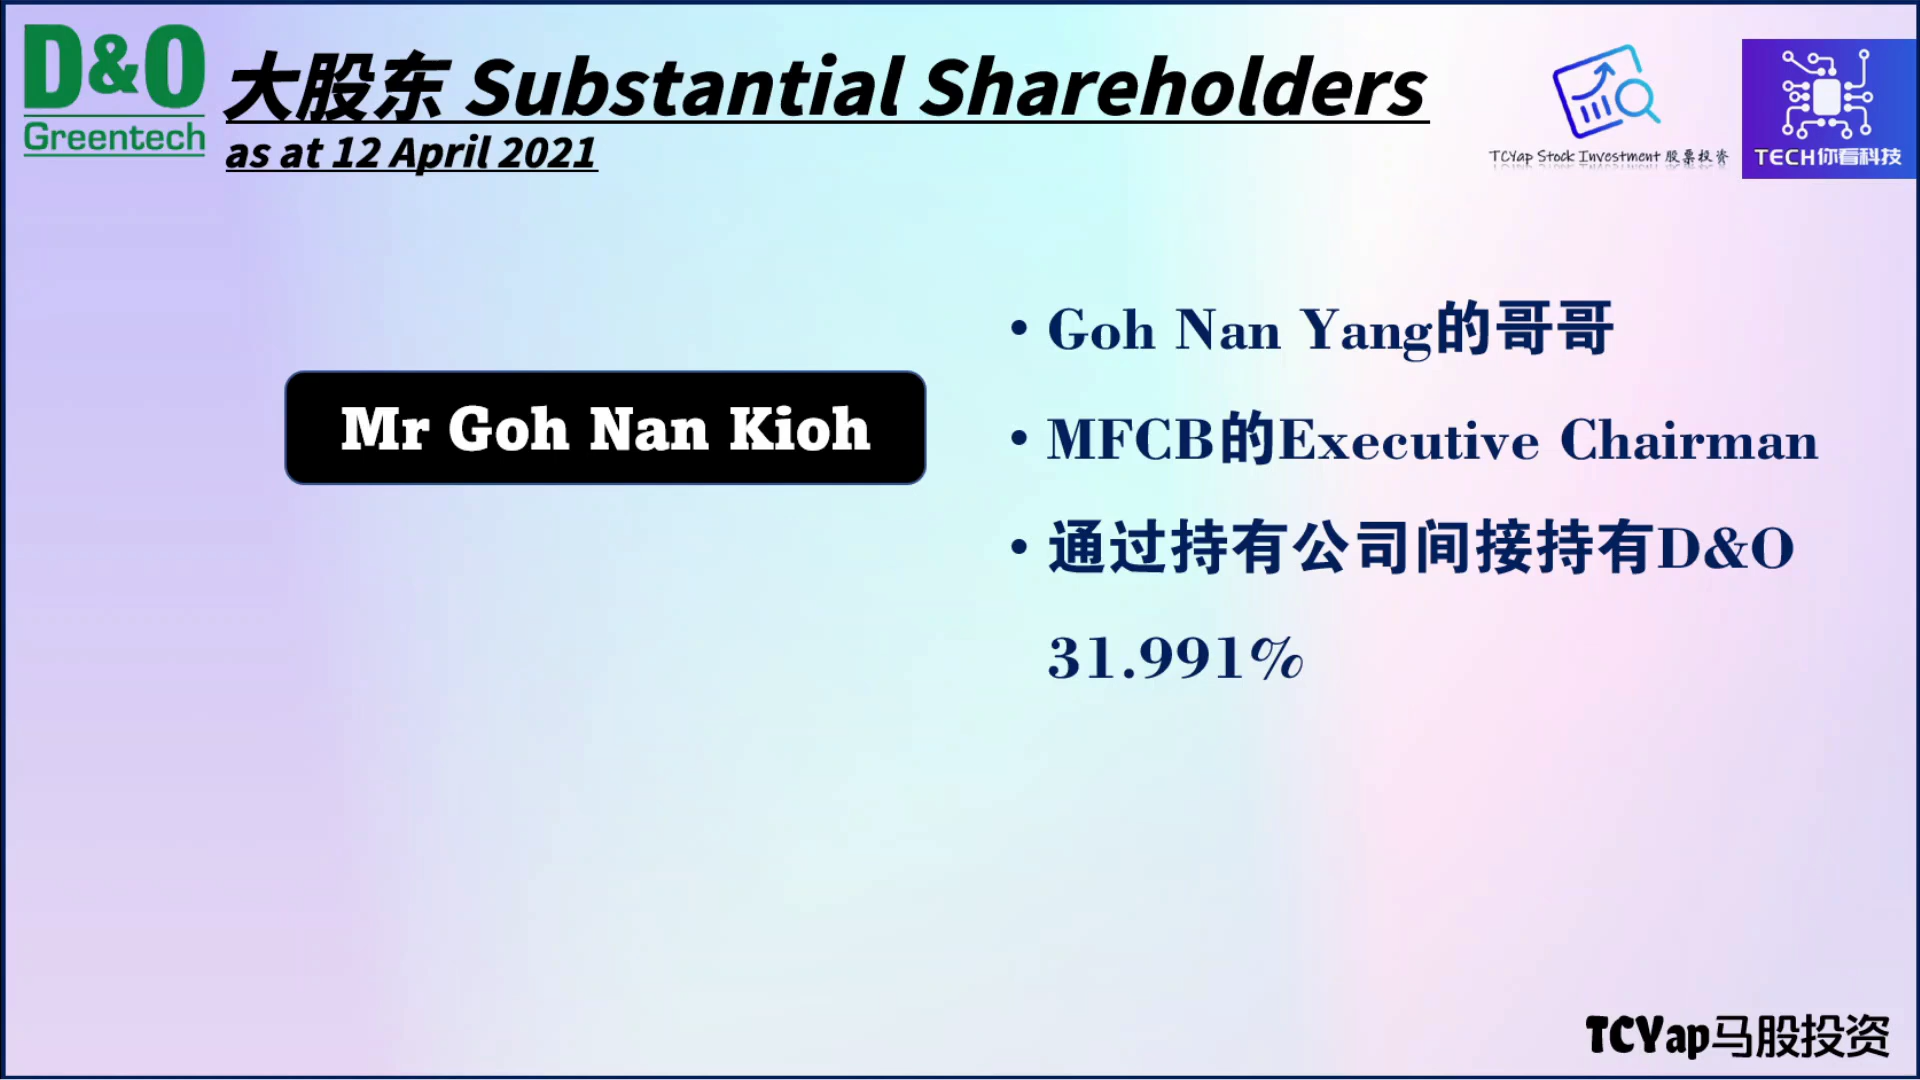 D&O
Greentech
大股东 Substantial Shareholders
as at 12 April 2021
TCYap Stock Investment 股票投资
TECH你看科技
Mr Goh Nan Kioh
• Goh Nan Yang的哥哥
• MFCB的Executive Chairman
• 通过持有公司间接持有D&O
31.991%
TCYap马股投资